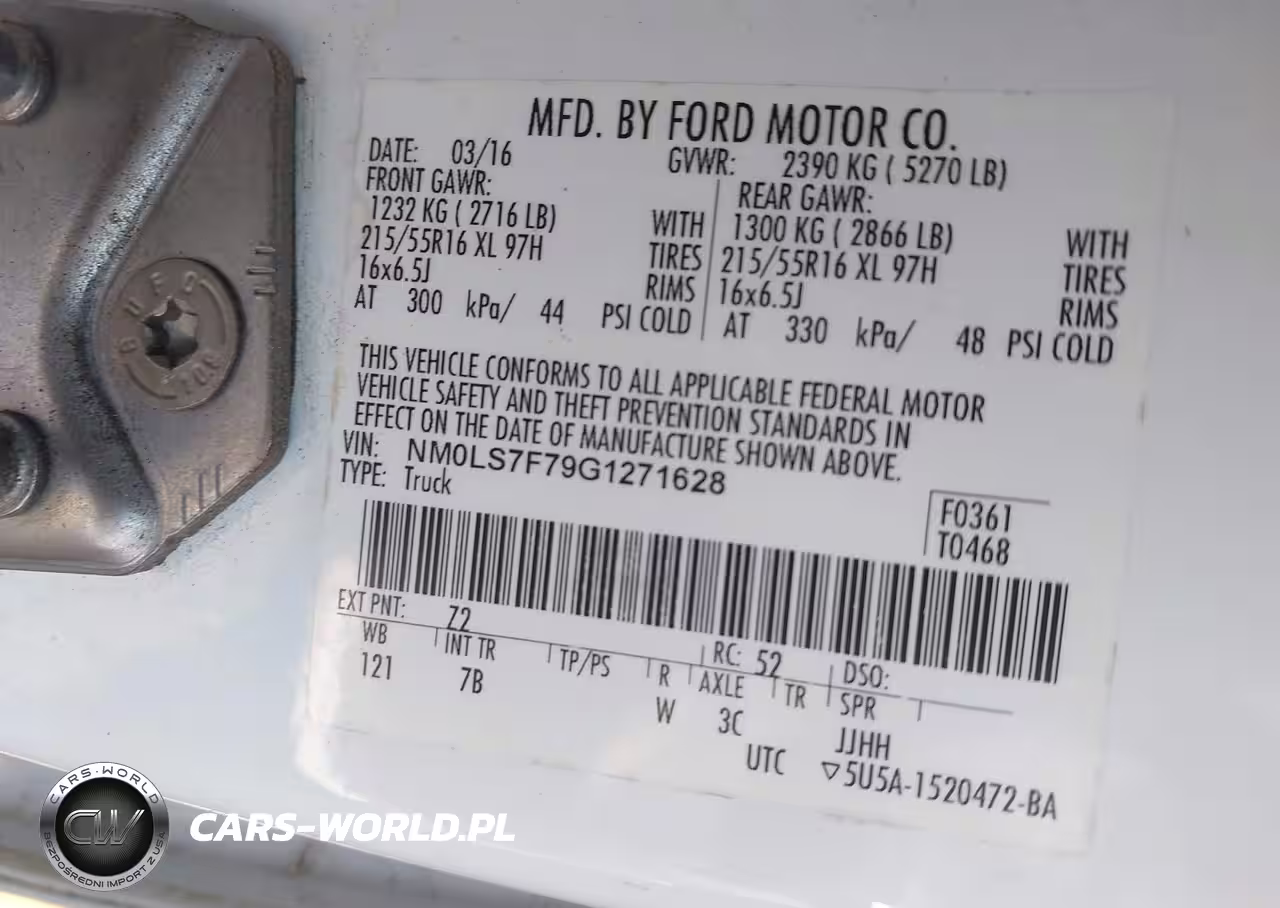 MFD. BY FORD MOTOR CO.
DATE: 03/16 GVWR: 2390 KG ( 5270 LB)
FRONT GAWR: REAR GAWR:
1232 KG ( 2716 LB) WITH 1300 KG ( 2866 LB) WITH
215/55R16 XL 97H TIRES 215/55R16 XL 97H TIRES
16x6.5J RIMS 16x6.5J RIMS
AT 300 kPa/ 44 PSI COLD AT 330 kPa/ 48 PSI COLD
THIS VEHICLE CONFORMS TO ALL APPLICABLE FEDERAL MOTOR
VEHICLE SAFETY AND THEFT PREVENTION STANDARDS IN
EFFECT ON THE DATE OF MANUFACTURE SHOWN ABOVE.
VIN: NM0LS7F79G1271628
TYPE: Truck
F0361
T0468
EXT PNT: Z2 RC: 52 DSO:
WB INT TR TP/PS R AXLE TR SPR
121 7B W 3C JJHH
UTC ▽5U5A-1520472-BA
CARS-WORLD
CW
BEZPOŚREDNI IMPORT Z USA
CARS-WORLD.PL